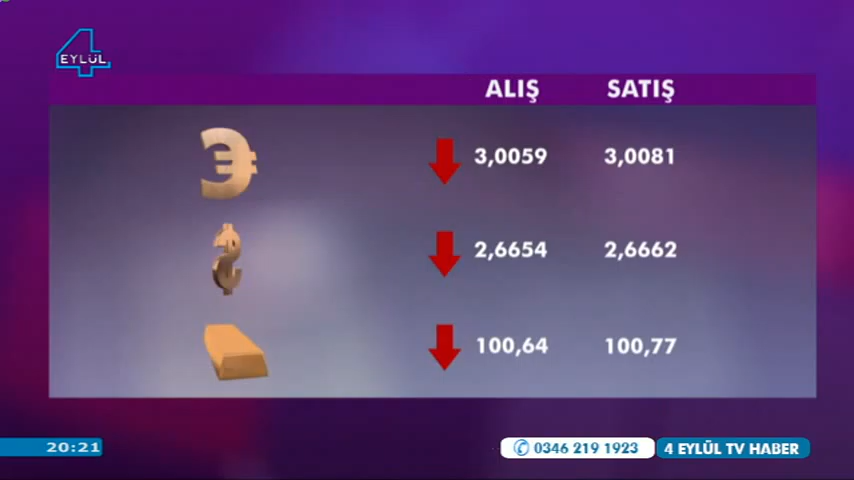 4
EYLÜL
ALIŞ SATIŞ
3,0059 3,0081
2,6654 2,6662
100,64 100,77
20:21 0346 219 1923 4 EYLÜL TV HABER